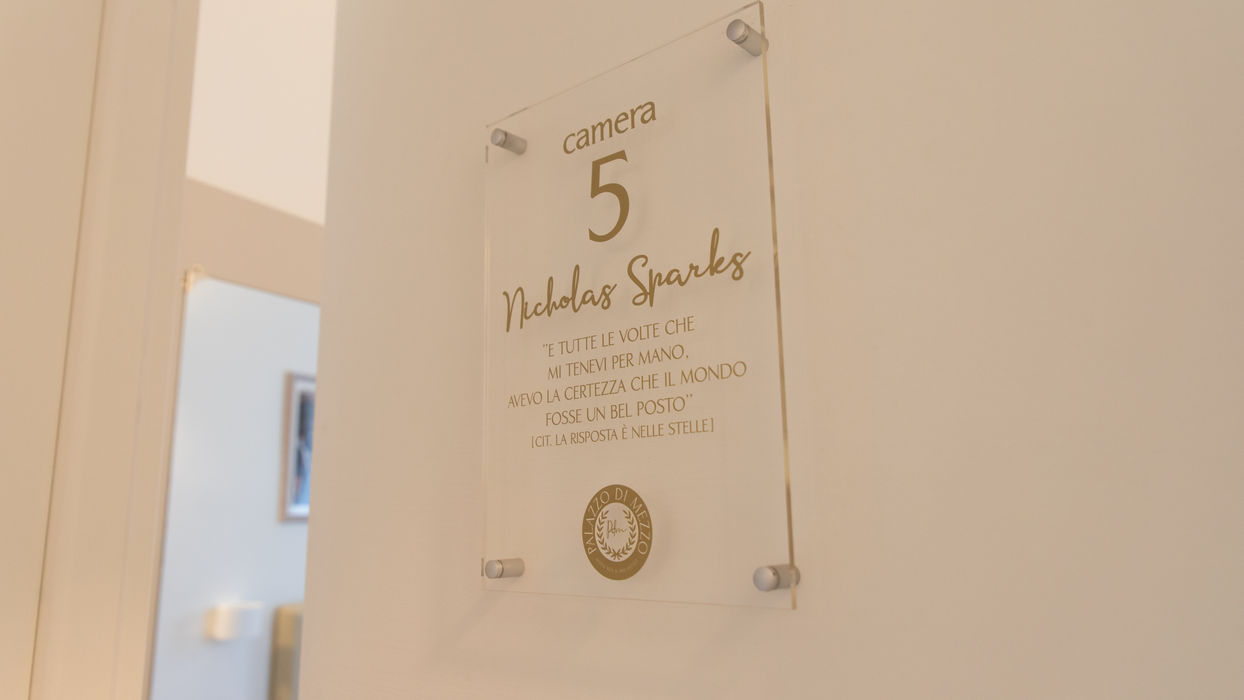 camera
5
Nicholas Sparks
"E TUTTE LE VOLTE CHE
MI TENEVI PER MANO,
AVEVO LA CERTEZZA CHE IL MONDO
FOSSE UN BEL POSTO"
[CIT. LA RISPOSTA È NELLE STELLE]
PALAZZO DI MEZZO
Pdm